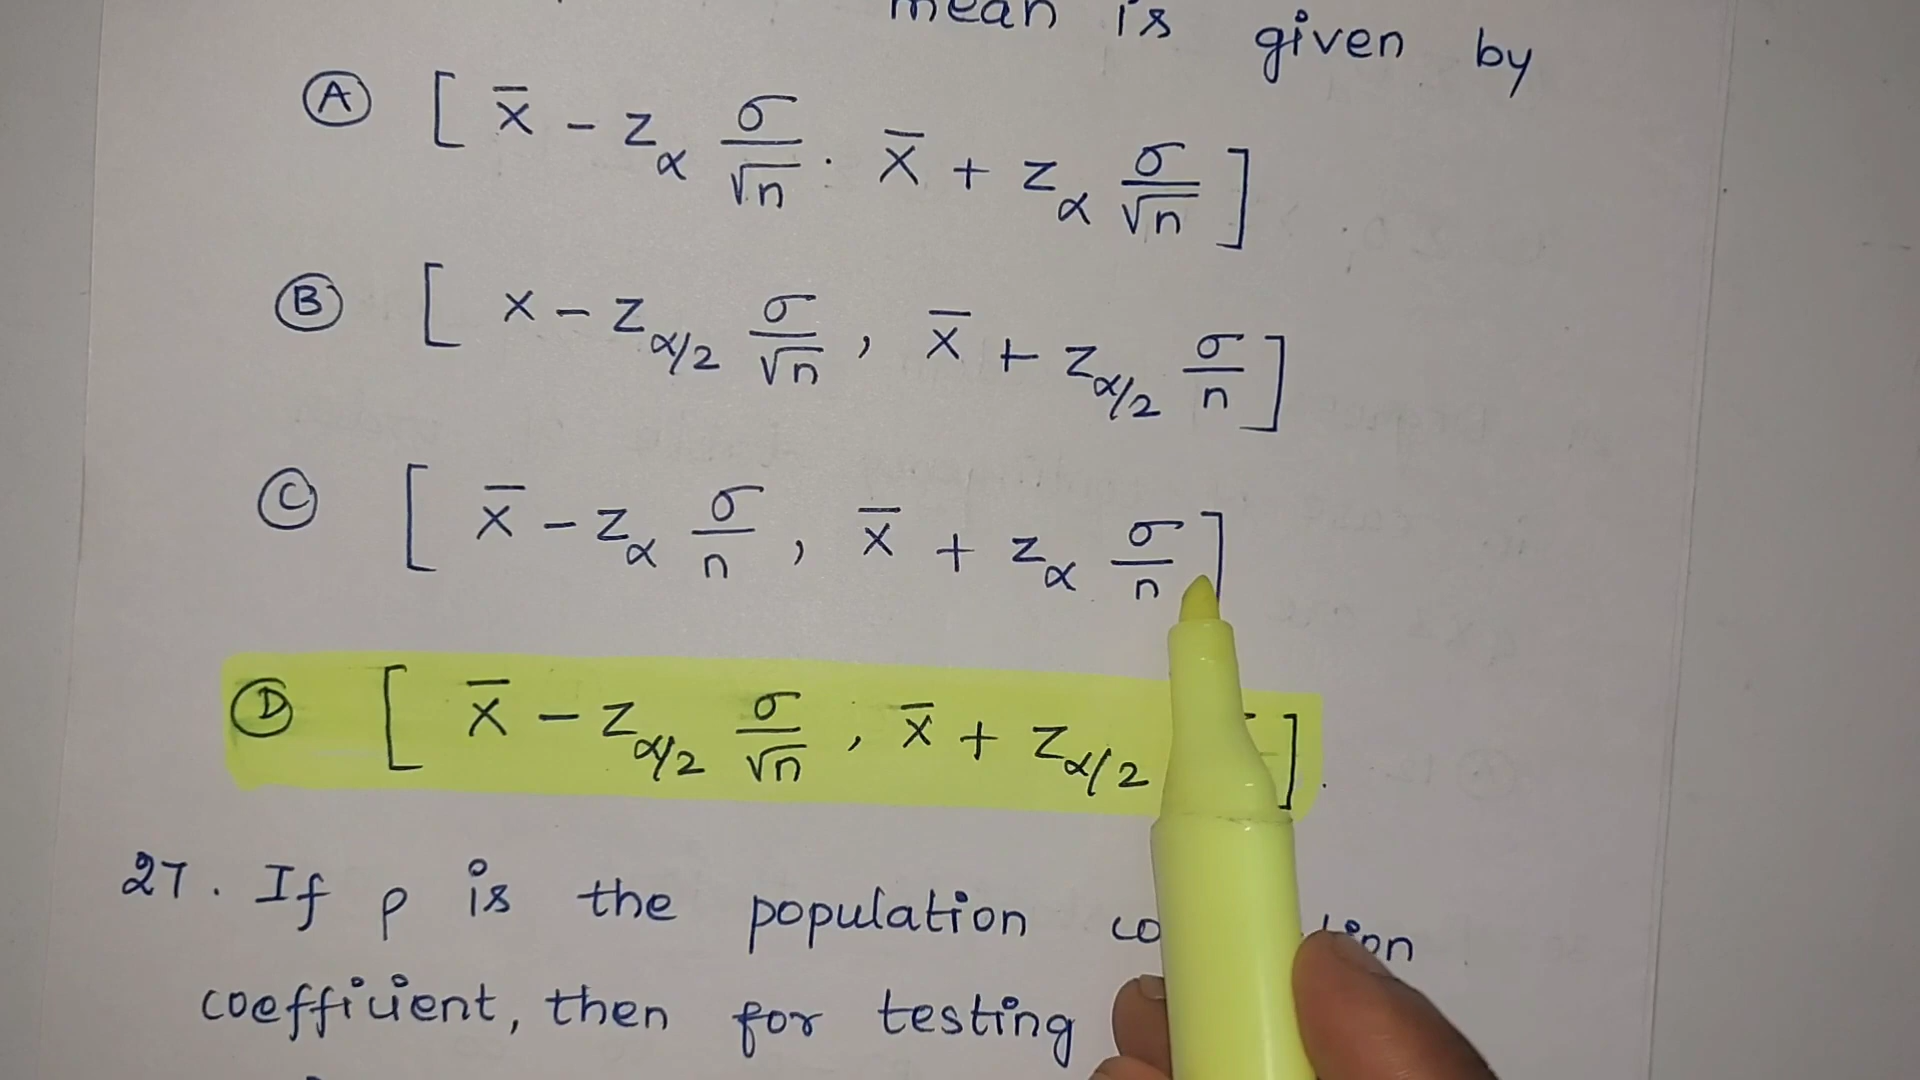 mean is given by
Ⓐ [ x̄ - z_α σ/√n . x̄ + z_α σ/√n ]
Ⓑ [ x - z_α/2 σ/√n , x̄ + z_α/2 σ/n ]
Ⓒ [ x̄ - z_α σ/n , x̄ + z_α σ/n ]
Ⓓ [ x̄ - z_α/2 σ/√n , x̄ + z_α/2 ].
27. If ρ is the population
coefficient, then for testing